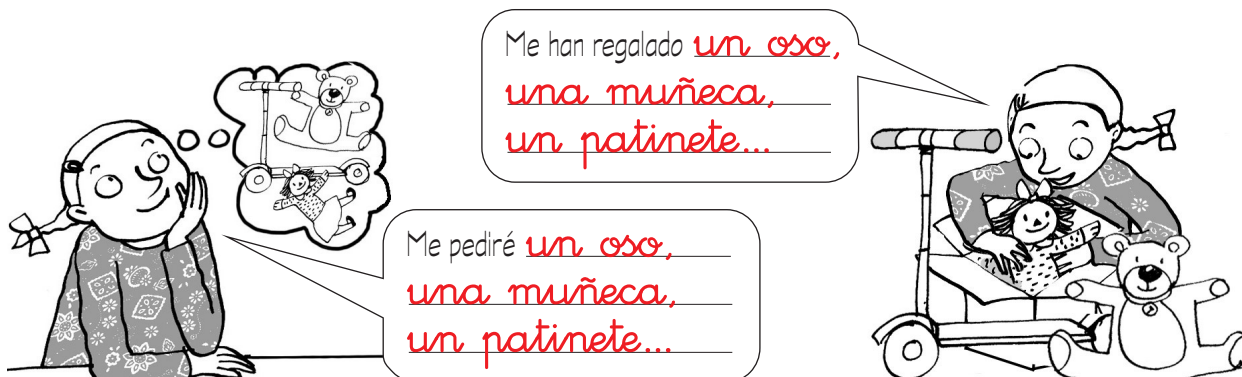 Me han regalado un oso,
una muñeca,
un patinete...
Me pediré un oso,
una muñeca,
un patinete...